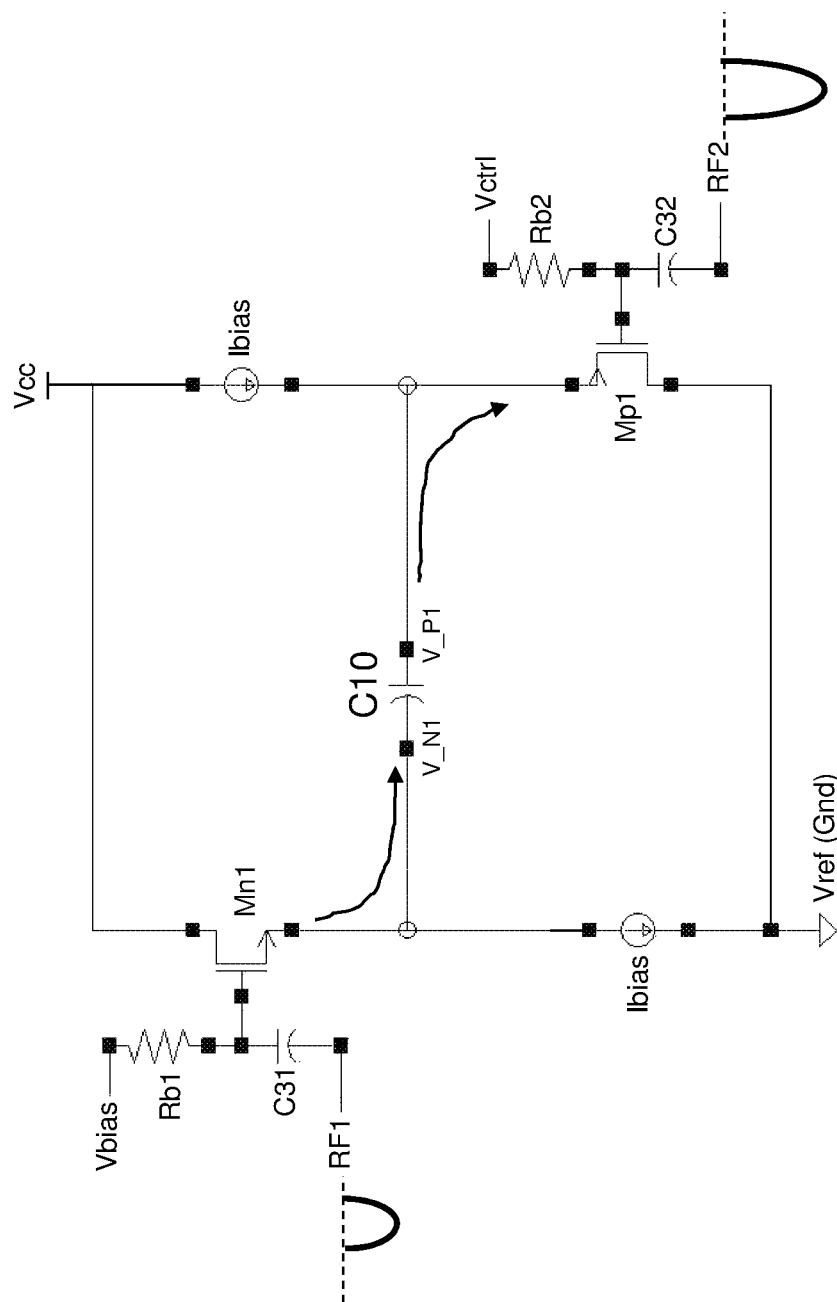 Vcc
Vbias
Rb1
C31
RF1
Mn1
Ibias
C10
V_N1
V_P1
Ibias
Vref (Gnd)
Mp1
Vctrl
Rb2
C32
RF2